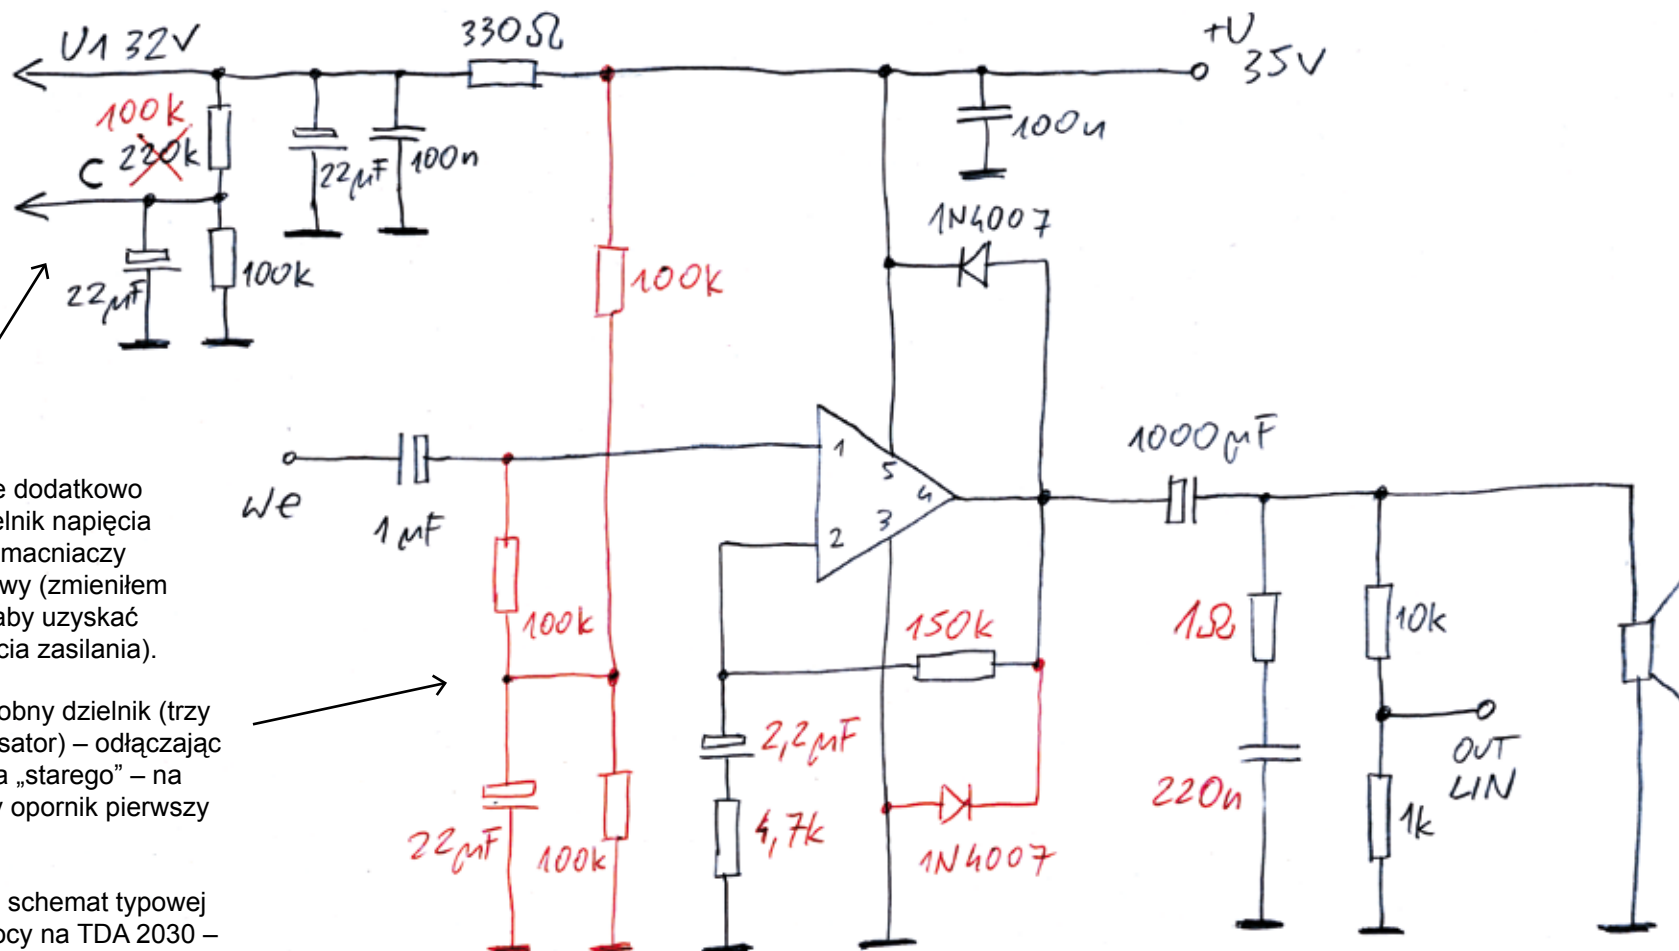 U1 32V
330Ω
+U
35V
100k
220k
C
22µF
100n
100n
1N4007
22µF
100k
100k
1000µF
We
1µF
1
5
4
3
2
100k
150k
1Ω
10k
2,2µF
OUT
LIN
220n
22µF
100k
4,7k
1N4007
1k
e dodatkowo
elnik napięcia
macniaczy
wy (zmieniłem
aby uzyskać
cia zasilania).
obny dzielnik (trzy
sator) – odłączając
a „starego” – na
y opornik pierwszy
schemat typowej
ocy na TDA 2030 –